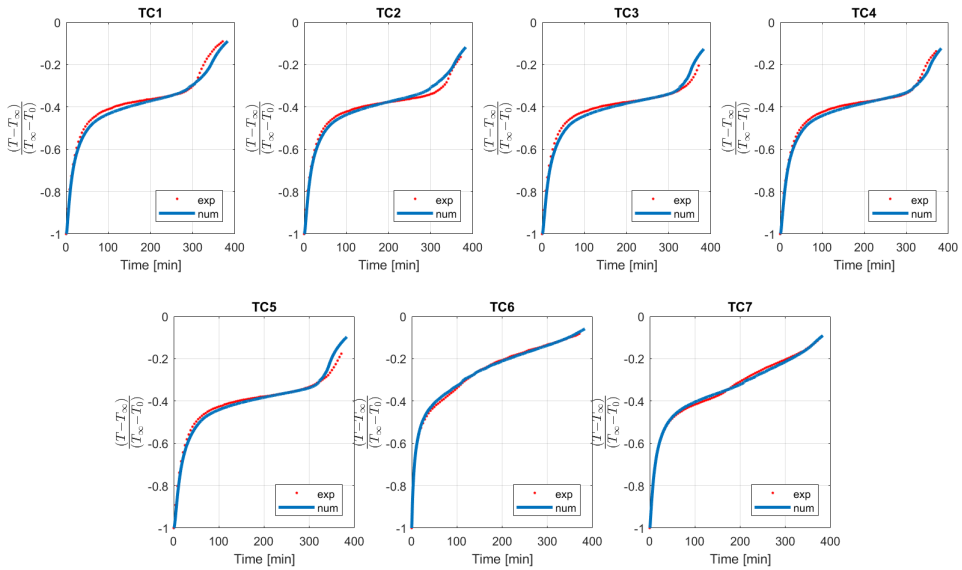 TC1
0
-0.2
-0.4
-0.6
-0.8
-1
(T−T∞)
(T∞−T0)
0 100 200 300 400
Time [min]
exp
num
TC2
0
-0.2
-0.4
-0.6
-0.8
-1
(T−T∞)
(T∞−T0)
0 100 200 300 400
Time [min]
exp
num
TC3
0
-0.2
-0.4
-0.6
-0.8
-1
(T−T∞)
(T∞−T0)
0 100 200 300 400
Time [min]
exp
num
TC4
0
-0.2
-0.4
-0.6
-0.8
-1
(T−T∞)
(T∞−T0)
0 100 200 300 400
Time [min]
exp
num
TC5
0
-0.2
-0.4
-0.6
-0.8
-1
(T−T∞)
(T∞−T0)
0 100 200 300 400
Time [min]
exp
num
TC6
0
-0.2
-0.4
-0.6
-0.8
-1
(T−T∞)
(T∞−T0)
0 100 200 300 400
Time [min]
exp
num
TC7
0
-0.2
-0.4
-0.6
-0.8
-1
(T−T∞)
(T∞−T0)
0 100 200 300 400
Time [min]
exp
num